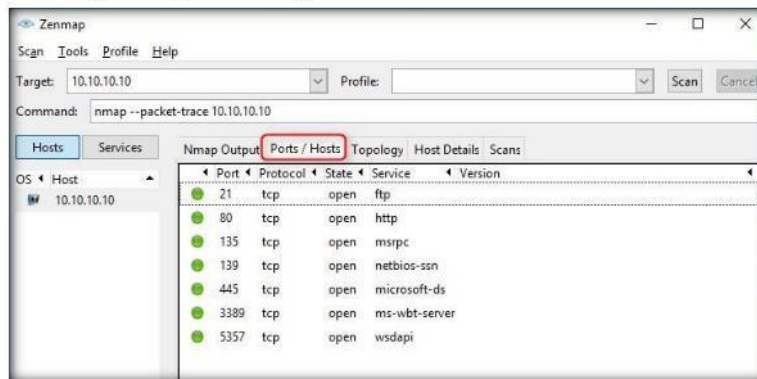 Zenmap
Scan Tools Profile Help
Target: 10.10.10.10 Profile: Scan Cancel
Command: nmap --packet-trace 10.10.10.10
Hosts Services Nmap Output Ports / Hosts Topology Host Details Scans
OS Host Port Protocol State Service Version
10.10.10.10
21 tcp open ftp
80 tcp open http
135 tcp open msrpc
139 tcp open netbios-ssn
445 tcp open microsoft-ds
3389 tcp open ms-wbt-server
5357 tcp open wsdapi